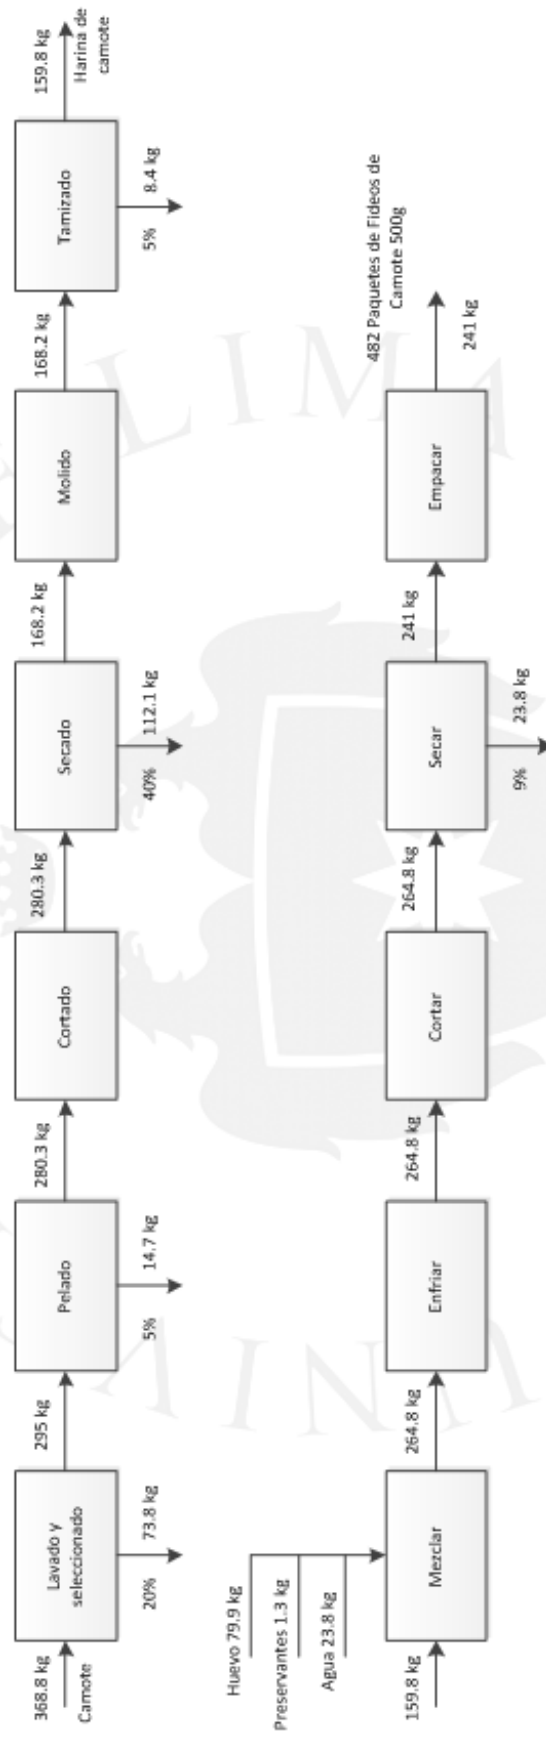 368.8 kg
Camote
Lavado y
seleccionado
20%
73.8 kg
295 kg
Pelado
5%
14.7 kg
280.3 kg
Cortado
280.3 kg
Secado
40%
112.1 kg
168.2 kg
Molido
168.2 kg
Tamizado
5%
8.4 kg
159.8 kg
Harina de
camote
Huevo 79.9 kg
Preservantes 1.3 kg
Agua 23.8 kg
159.8 kg
Mezclar
264.8 kg
Enfriar
264.8 kg
Cortar
264.8 kg
Secar
9%
23.8 kg
241 kg
Empacar
482 Paquetes de Fideos de
Camote 500g
241 kg
LIMA